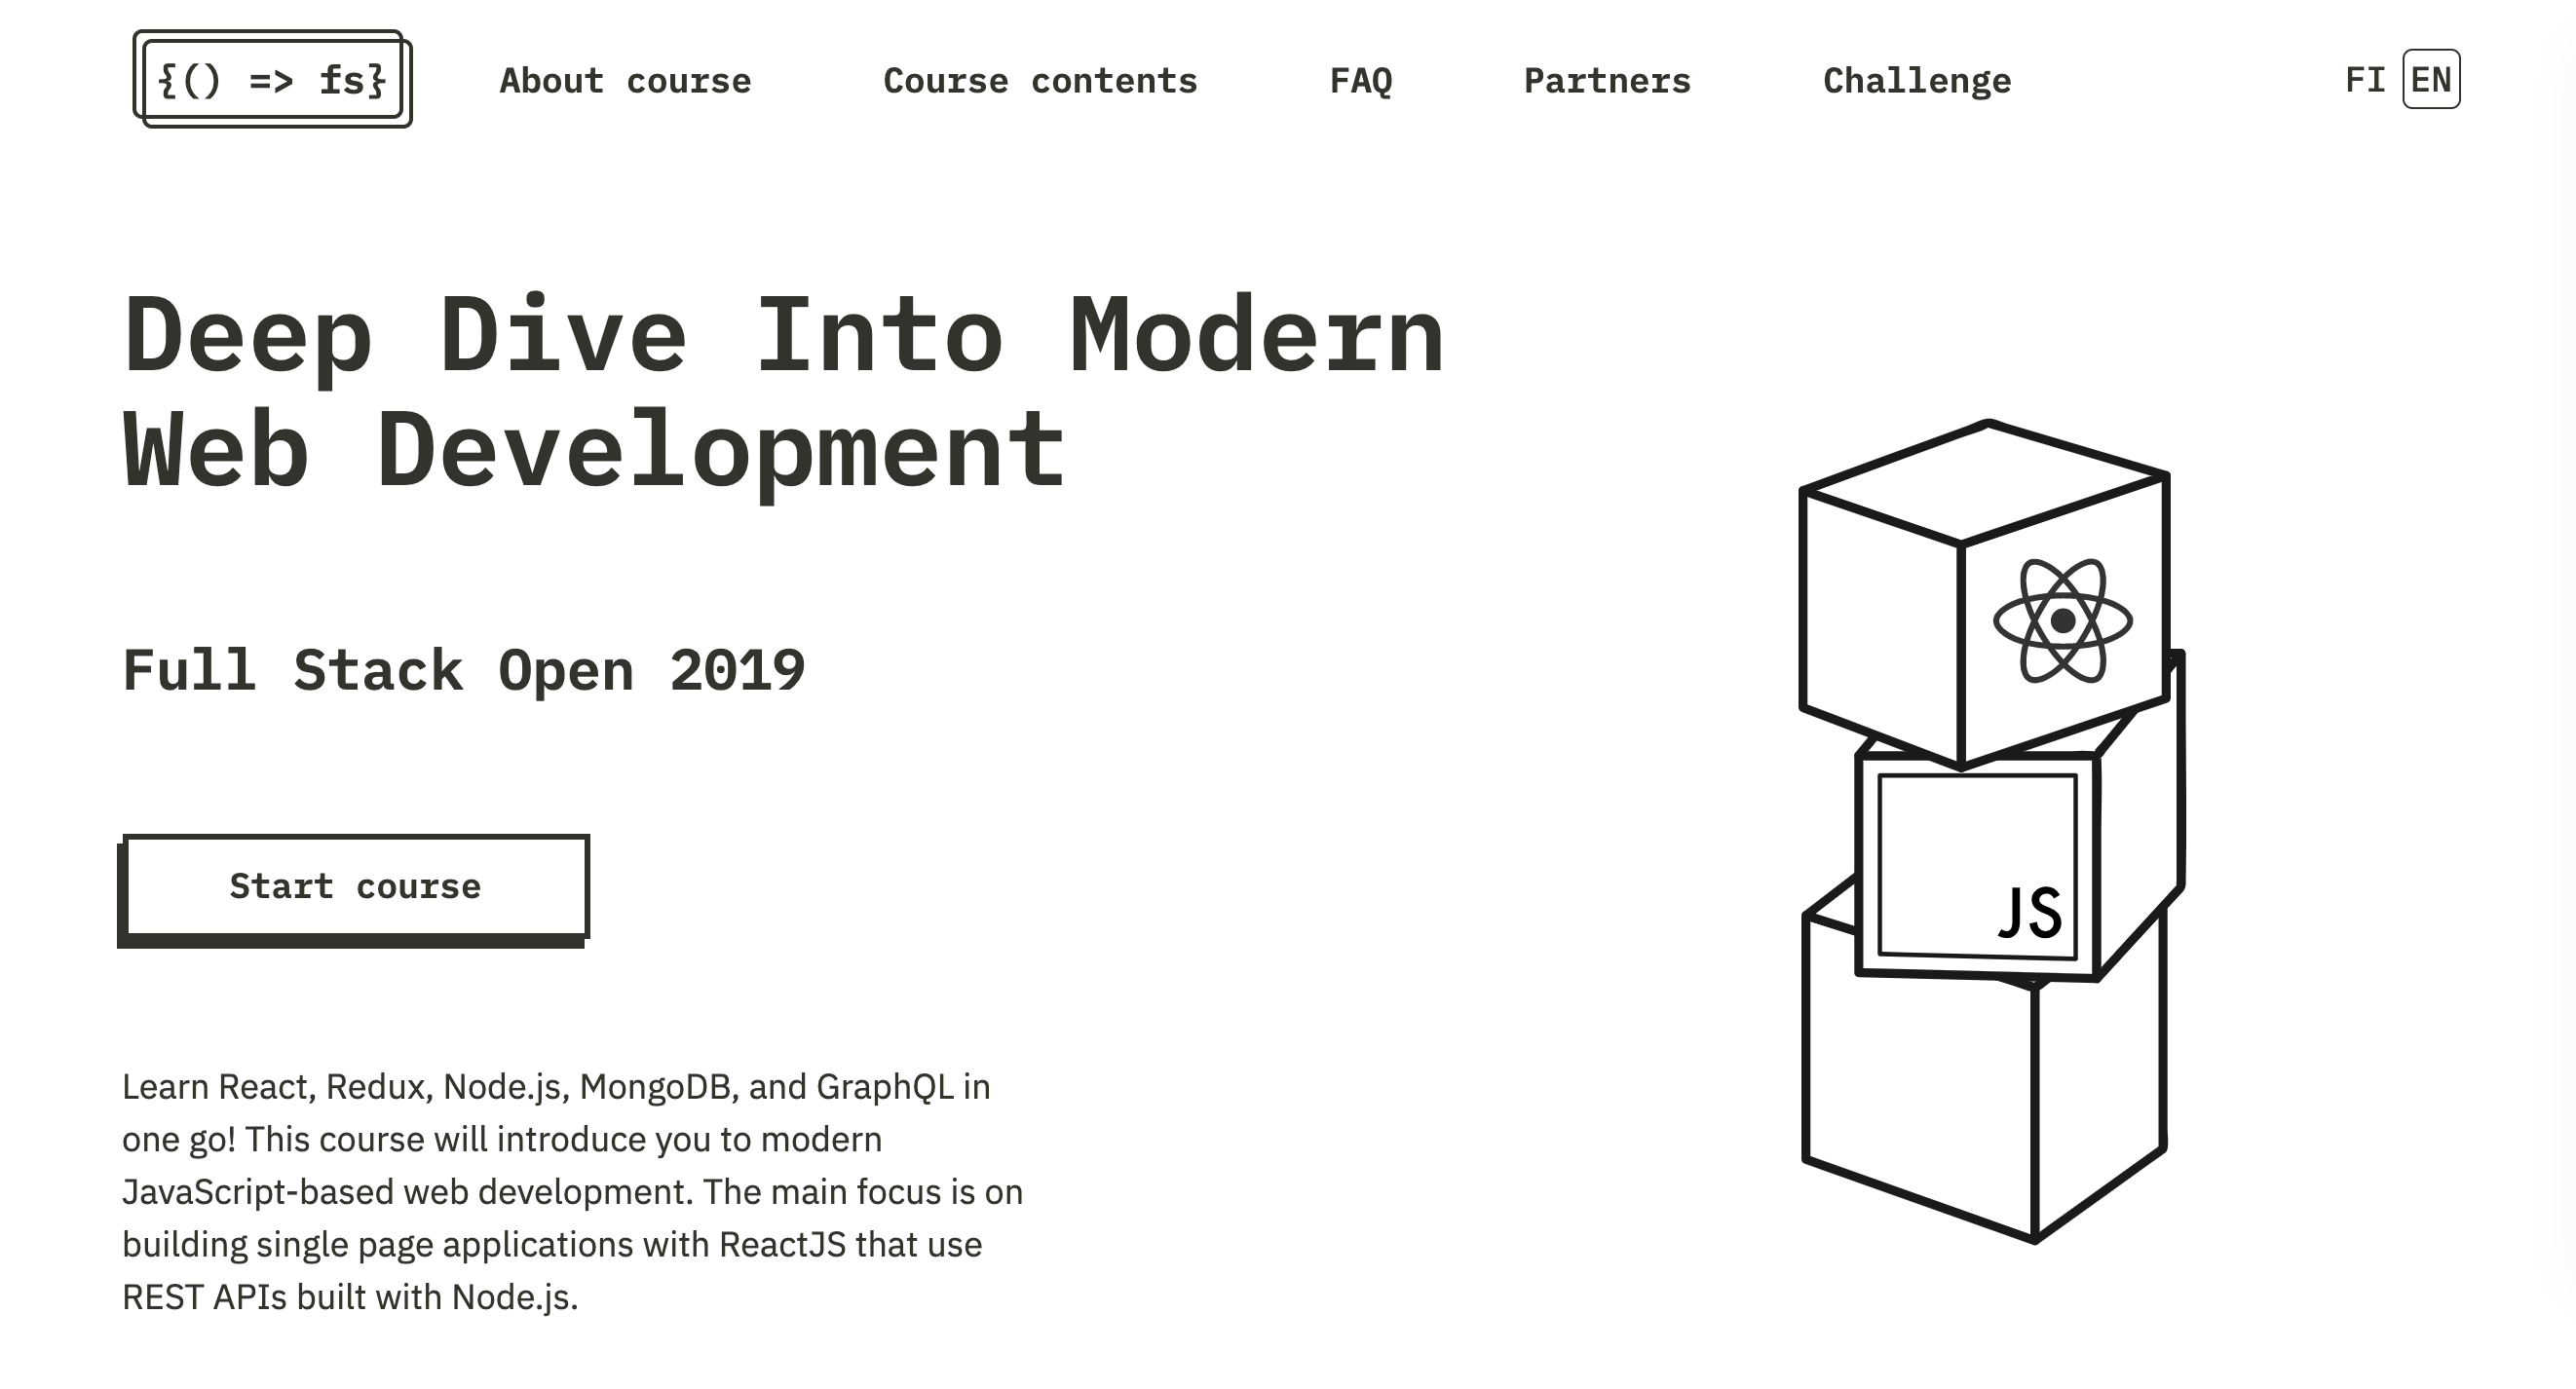 {() => fs}
About course
Course contents
FAQ
Partners
Challenge
FI EN
Deep Dive Into Modern
Web Development
Full Stack Open 2019
Start course
Learn React, Redux, Node.js, MongoDB, and GraphQL in
one go! This course will introduce you to modern
JavaScript-based web development. The main focus is on
building single page applications with ReactJS that use
REST APIs built with Node.js.
JS